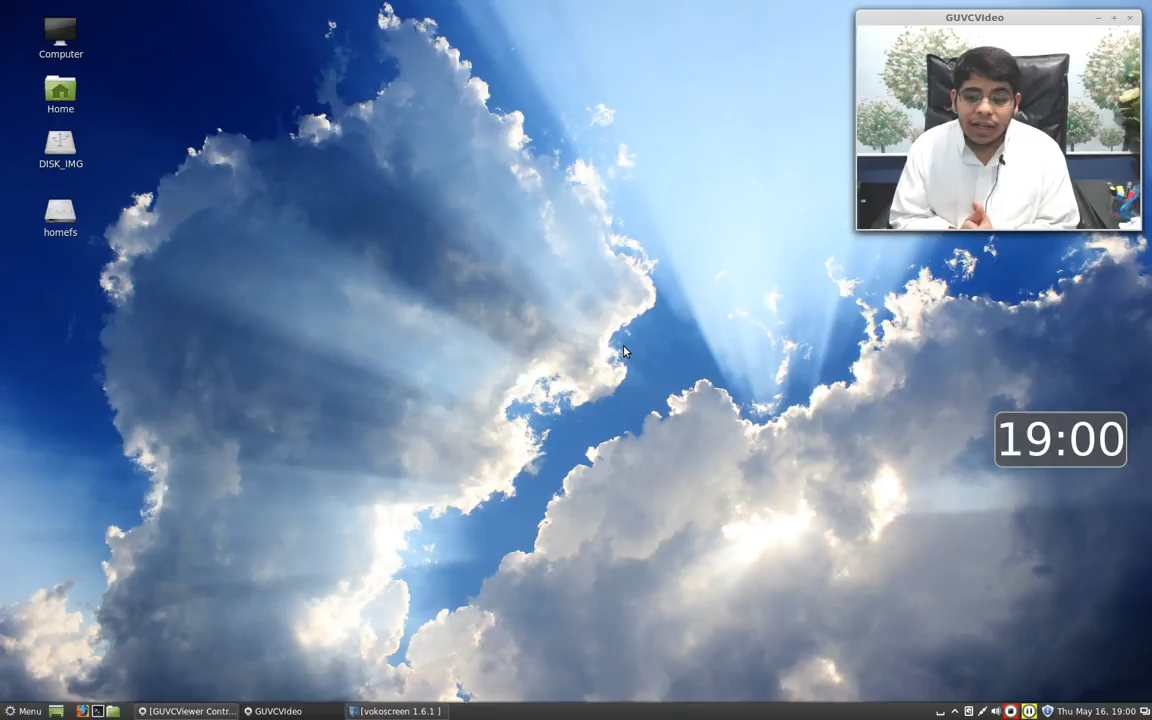 GUVCVIdeo
Computer
Home
DISK_IMG
homefs
19:00
Menu
[GUVCViewer Contr...
GUVCVIdeo
[vokoscreen 1.6.1 ]
Thu May 16, 19:00